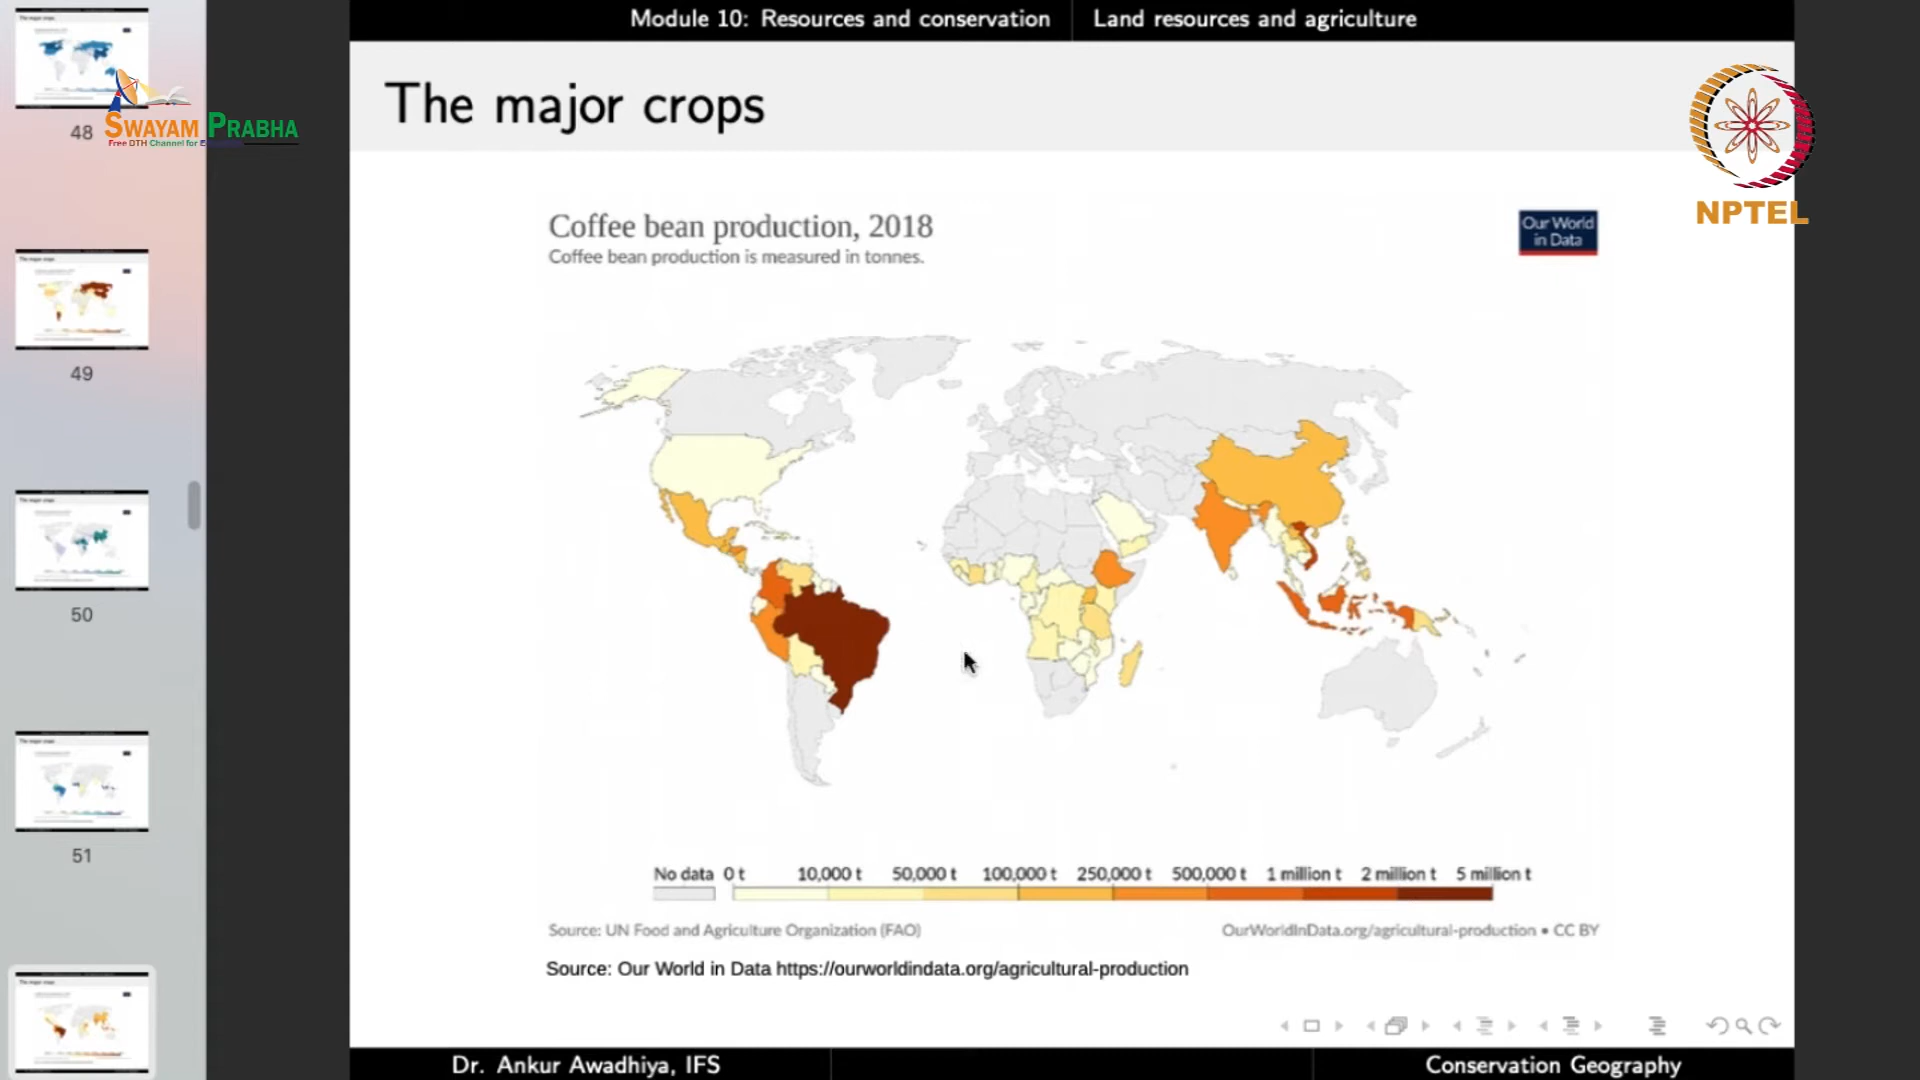 Module 10: Resources and conservation
Land resources and agriculture
The major crops
48
SWAYAM PRABHA
Free DTH Channel for
NPTEL
Coffee bean production, 2018
Coffee bean production is measured in tonnes.
Our World
in Data
49
50
51
No data 0 t 10,000 t 50,000 t 100,000 t 250,000 t 500,000 t 1 million t 2 million t 5 million t
Source: UN Food and Agriculture Organization (FAO)
OurWorldInData.org/agricultural-production • CC BY
Source: Our World in Data https://ourworldindata.org/agricultural-production
Dr. Ankur Awadhiya, IFS
Conservation Geography